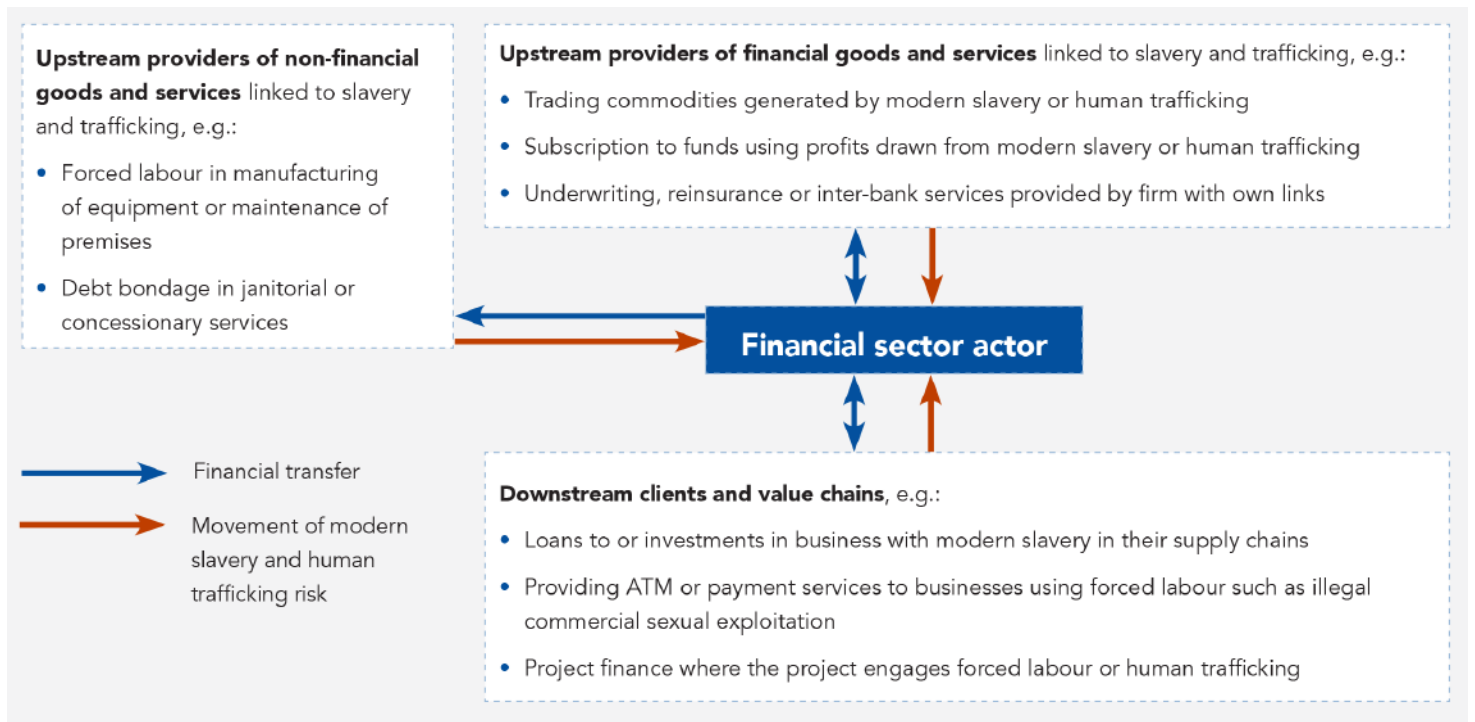 Upstream providers of non-financial
goods and services linked to slavery
and trafficking, e.g.:
• Forced labour in manufacturing
of equipment or maintenance of
premises
• Debt bondage in janitorial or
concessionary services
Upstream providers of financial goods and services linked to slavery and trafficking, e.g.:
• Trading commodities generated by modern slavery or human trafficking
• Subscription to funds using profits drawn from modern slavery or human trafficking
• Underwriting, reinsurance or inter-bank services provided by firm with own links
Financial sector actor
Financial transfer
Movement of modern
slavery and human
trafficking risk
Downstream clients and value chains, e.g.:
• Loans to or investments in business with modern slavery in their supply chains
• Providing ATM or payment services to businesses using forced labour such as illegal
commercial sexual exploitation
• Project finance where the project engages forced labour or human trafficking